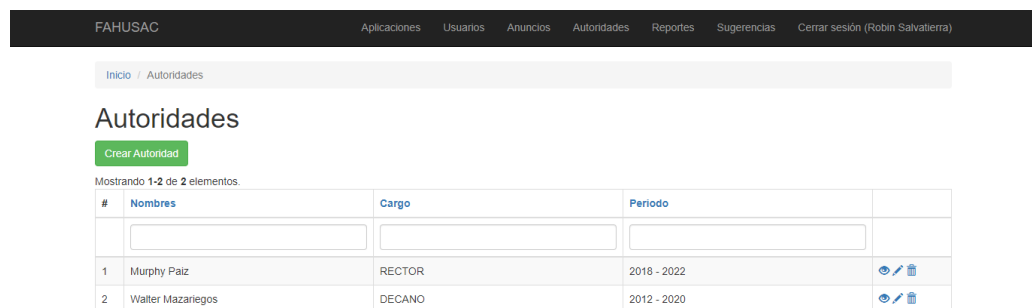 FAHUSAC Aplicaciones Usuarios Anuncios Autoridades Reportes Sugerencias Cerrar sesión (Robin Salvatierra)
Inicio / Autoridades
Autoridades
Crear Autoridad
Mostrando 1-2 de 2 elementos.
# Nombres Cargo Periodo
1 Murphy Paiz RECTOR 2018 - 2022
2 Walter Mazariegos DECANO 2012 - 2020